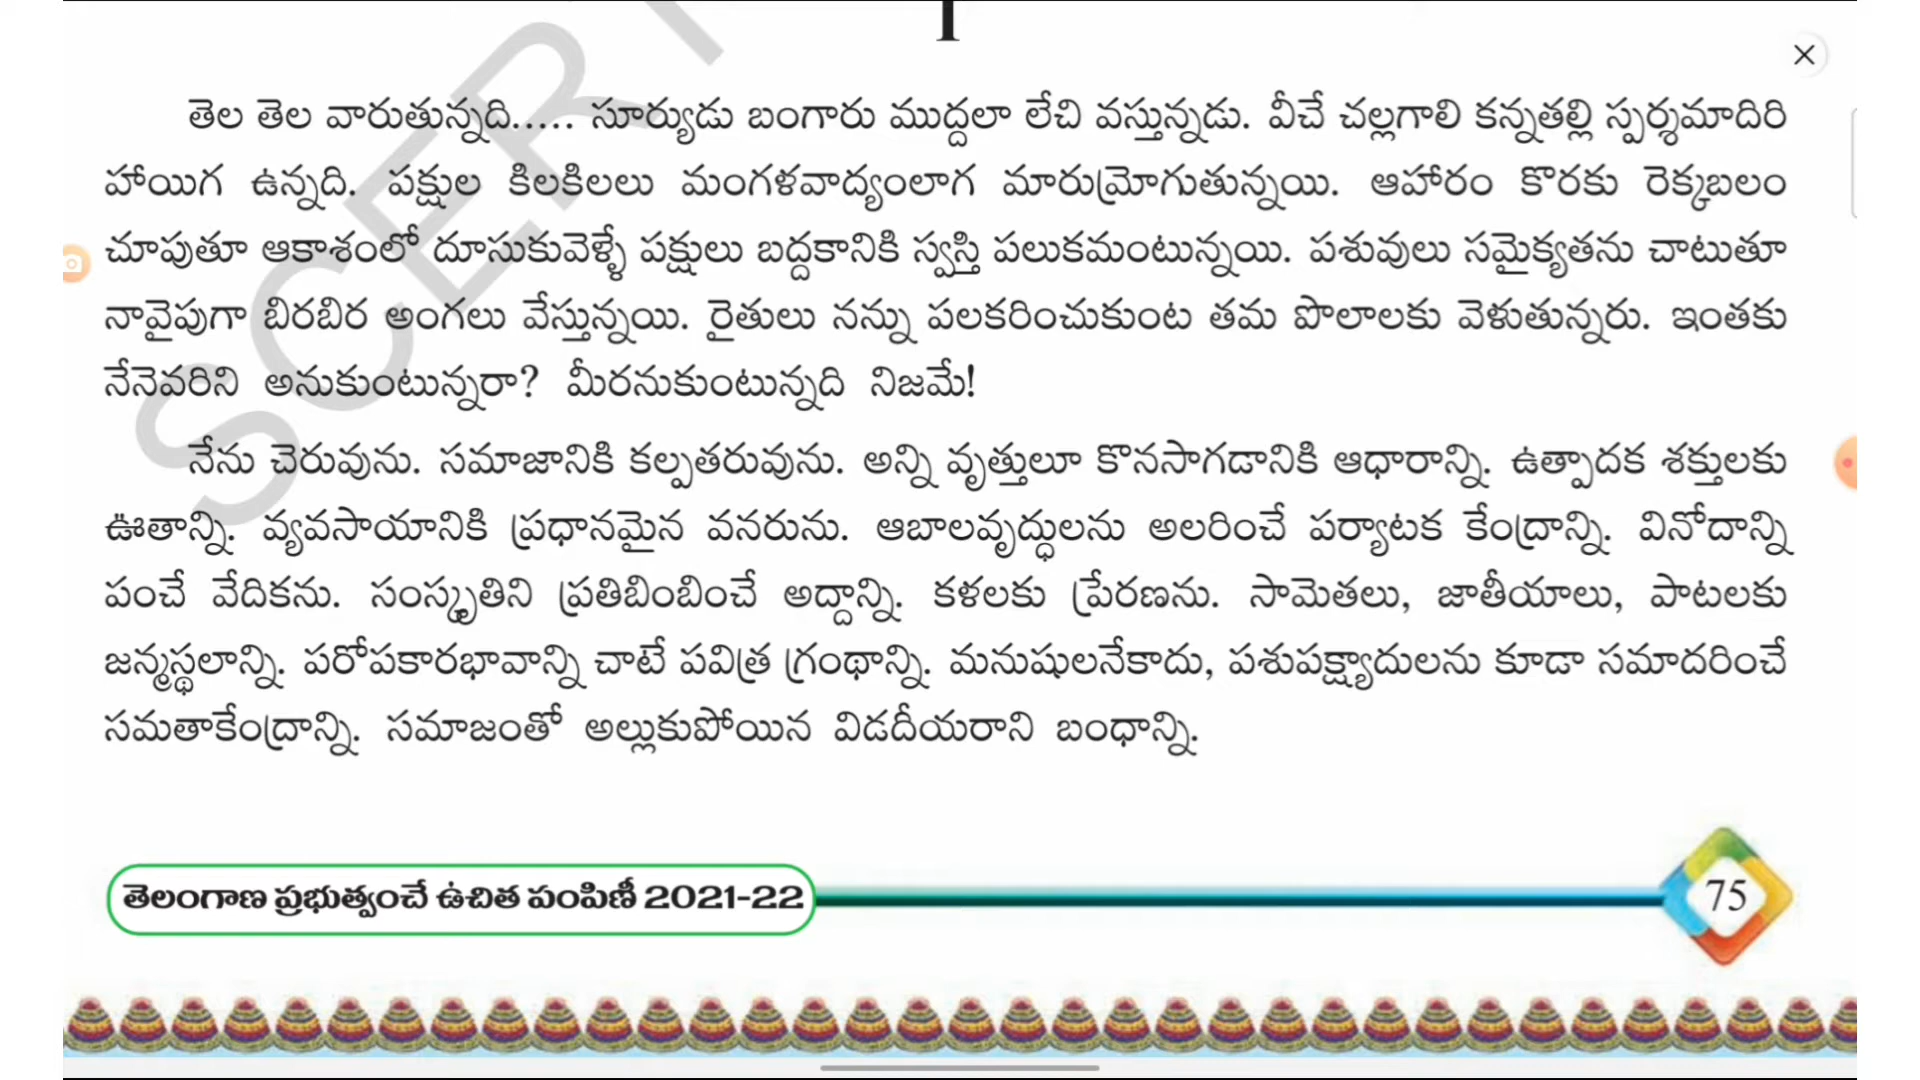 I
తెల తెల వారుతున్నది..... సూర్యుడు బంగారు ముద్దలా లేచి వస్తున్నడు. వీచే చల్లగాలి కన్నతల్లి స్పర్శమాదిరి
హాయిగ ఉన్నది. పక్షుల కిలకిలలు మంగళవాద్యంలాగ మారుమ్రోగుతున్నయి. ఆహారం కొరకు రెక్కబలం
చూపుతూ ఆకాశంలో దూసుకువెళ్ళే పక్షులు బద్దకానికి స్వస్తి పలుకమంటున్నయి. పశువులు సమైక్యతను చాటుతూ
నావైపుగా బిరబిర అంగలు వేస్తున్నయి. రైతులు నన్ను పలకరించుకుంట తమ పొలాలకు వెళుతున్నరు. ఇంతకు
నేనెవరిని అనుకుంటున్నరా? మీరనుకుంటున్నది నిజమే!
నేను చెరువును. సమాజానికి కల్పతరువును. అన్ని వృత్తులూ కొనసాగడానికి ఆధారాన్ని. ఉత్పాదక శక్తులకు
ఊతాన్ని. వ్యవసాయానికి ప్రధానమైన వనరును. ఆబాలవృద్ధులను అలరించే పర్యాటక కేంద్రాన్ని. వినోదాన్ని
పంచే వేదికను. సంస్కృతిని ప్రతిబింబించే అద్దాన్ని. కళలకు ప్రేరణను. సామెతలు, జాతీయాలు, పాటలకు
జన్మస్థలాన్ని. పరోపకారభావాన్ని చాటే పవిత్ర గ్రంథాన్ని. మనుషులనేకాదు, పశుపక్ష్యాదులను కూడా సమాదరించే
సమతాకేంద్రాన్ని. సమాజంతో అల్లుకుపోయిన విడదీయరాని బంధాన్ని.
తెలంగాణ ప్రభుత్వంచే ఉచిత పంపిణీ 2021-22
75
SCERT